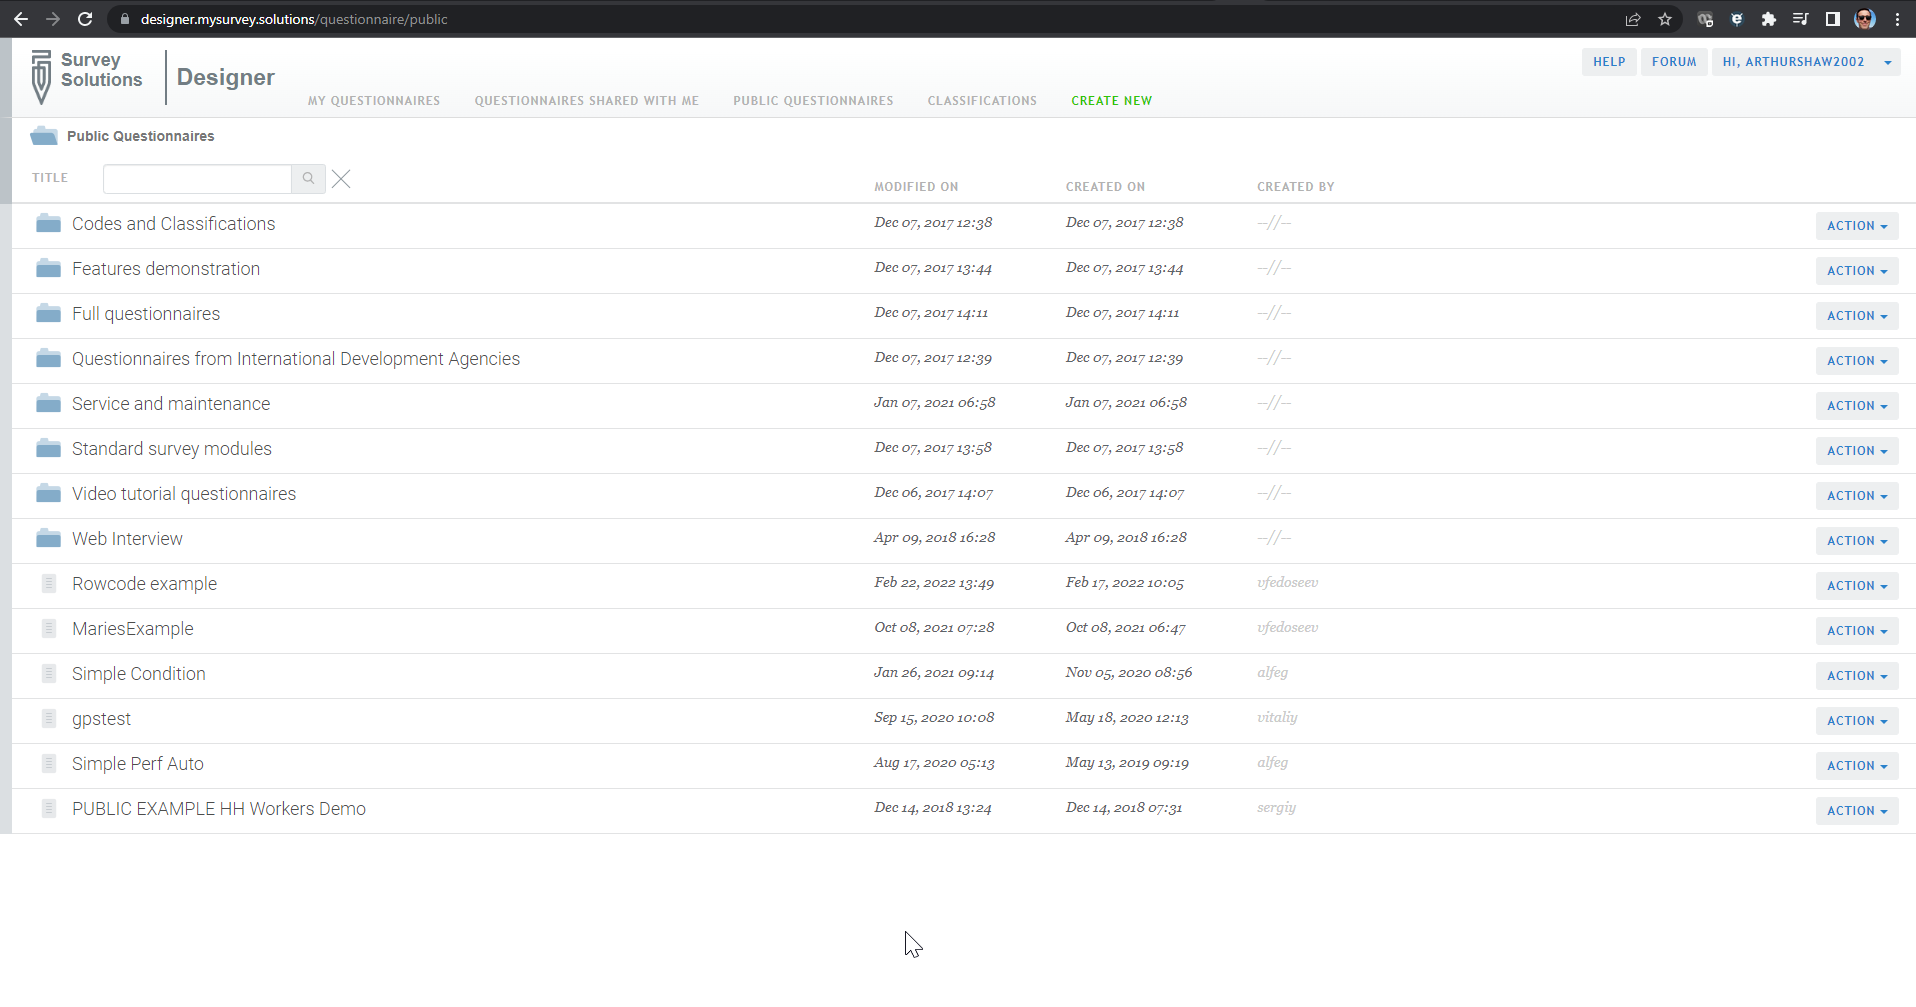 designer.mysurvey.solutions/questionnaire/public
Survey
Solutions
Designer
MY QUESTIONNAIRES QUESTIONNAIRES SHARED WITH ME PUBLIC QUESTIONNAIRES CLASSIFICATIONS CREATE NEW
HELP FORUM HI, ARTHURSHAW2002
Public Questionnaires
TITLE MODIFIED ON CREATED ON CREATED BY
Codes and Classifications Dec 07, 2017 12:38 Dec 07, 2017 12:38 --//-- ACTION
Features demonstration Dec 07, 2017 13:44 Dec 07, 2017 13:44 --//-- ACTION
Full questionnaires Dec 07, 2017 14:11 Dec 07, 2017 14:11 --//-- ACTION
Questionnaires from International Development Agencies Dec 07, 2017 12:39 Dec 07, 2017 12:39 --//-- ACTION
Service and maintenance Jan 07, 2021 06:58 Jan 07, 2021 06:58 --//-- ACTION
Standard survey modules Dec 07, 2017 13:58 Dec 07, 2017 13:58 --//-- ACTION
Video tutorial questionnaires Dec 06, 2017 14:07 Dec 06, 2017 14:07 --//-- ACTION
Web Interview Apr 09, 2018 16:28 Apr 09, 2018 16:28 --//-- ACTION
Rowcode example Feb 22, 2022 13:49 Feb 17, 2022 10:05 vfedoseev ACTION
MariesExample Oct 08, 2021 07:28 Oct 08, 2021 06:47 vfedoseev ACTION
Simple Condition Jan 26, 2021 09:14 Nov 05, 2020 08:56 alfeg ACTION
gpstest Sep 15, 2020 10:08 May 18, 2020 12:13 vitaliy ACTION
Simple Perf Auto Aug 17, 2020 05:13 May 13, 2019 09:19 alfeg ACTION
PUBLIC EXAMPLE HH Workers Demo Dec 14, 2018 13:24 Dec 14, 2018 07:31 sergiy ACTION